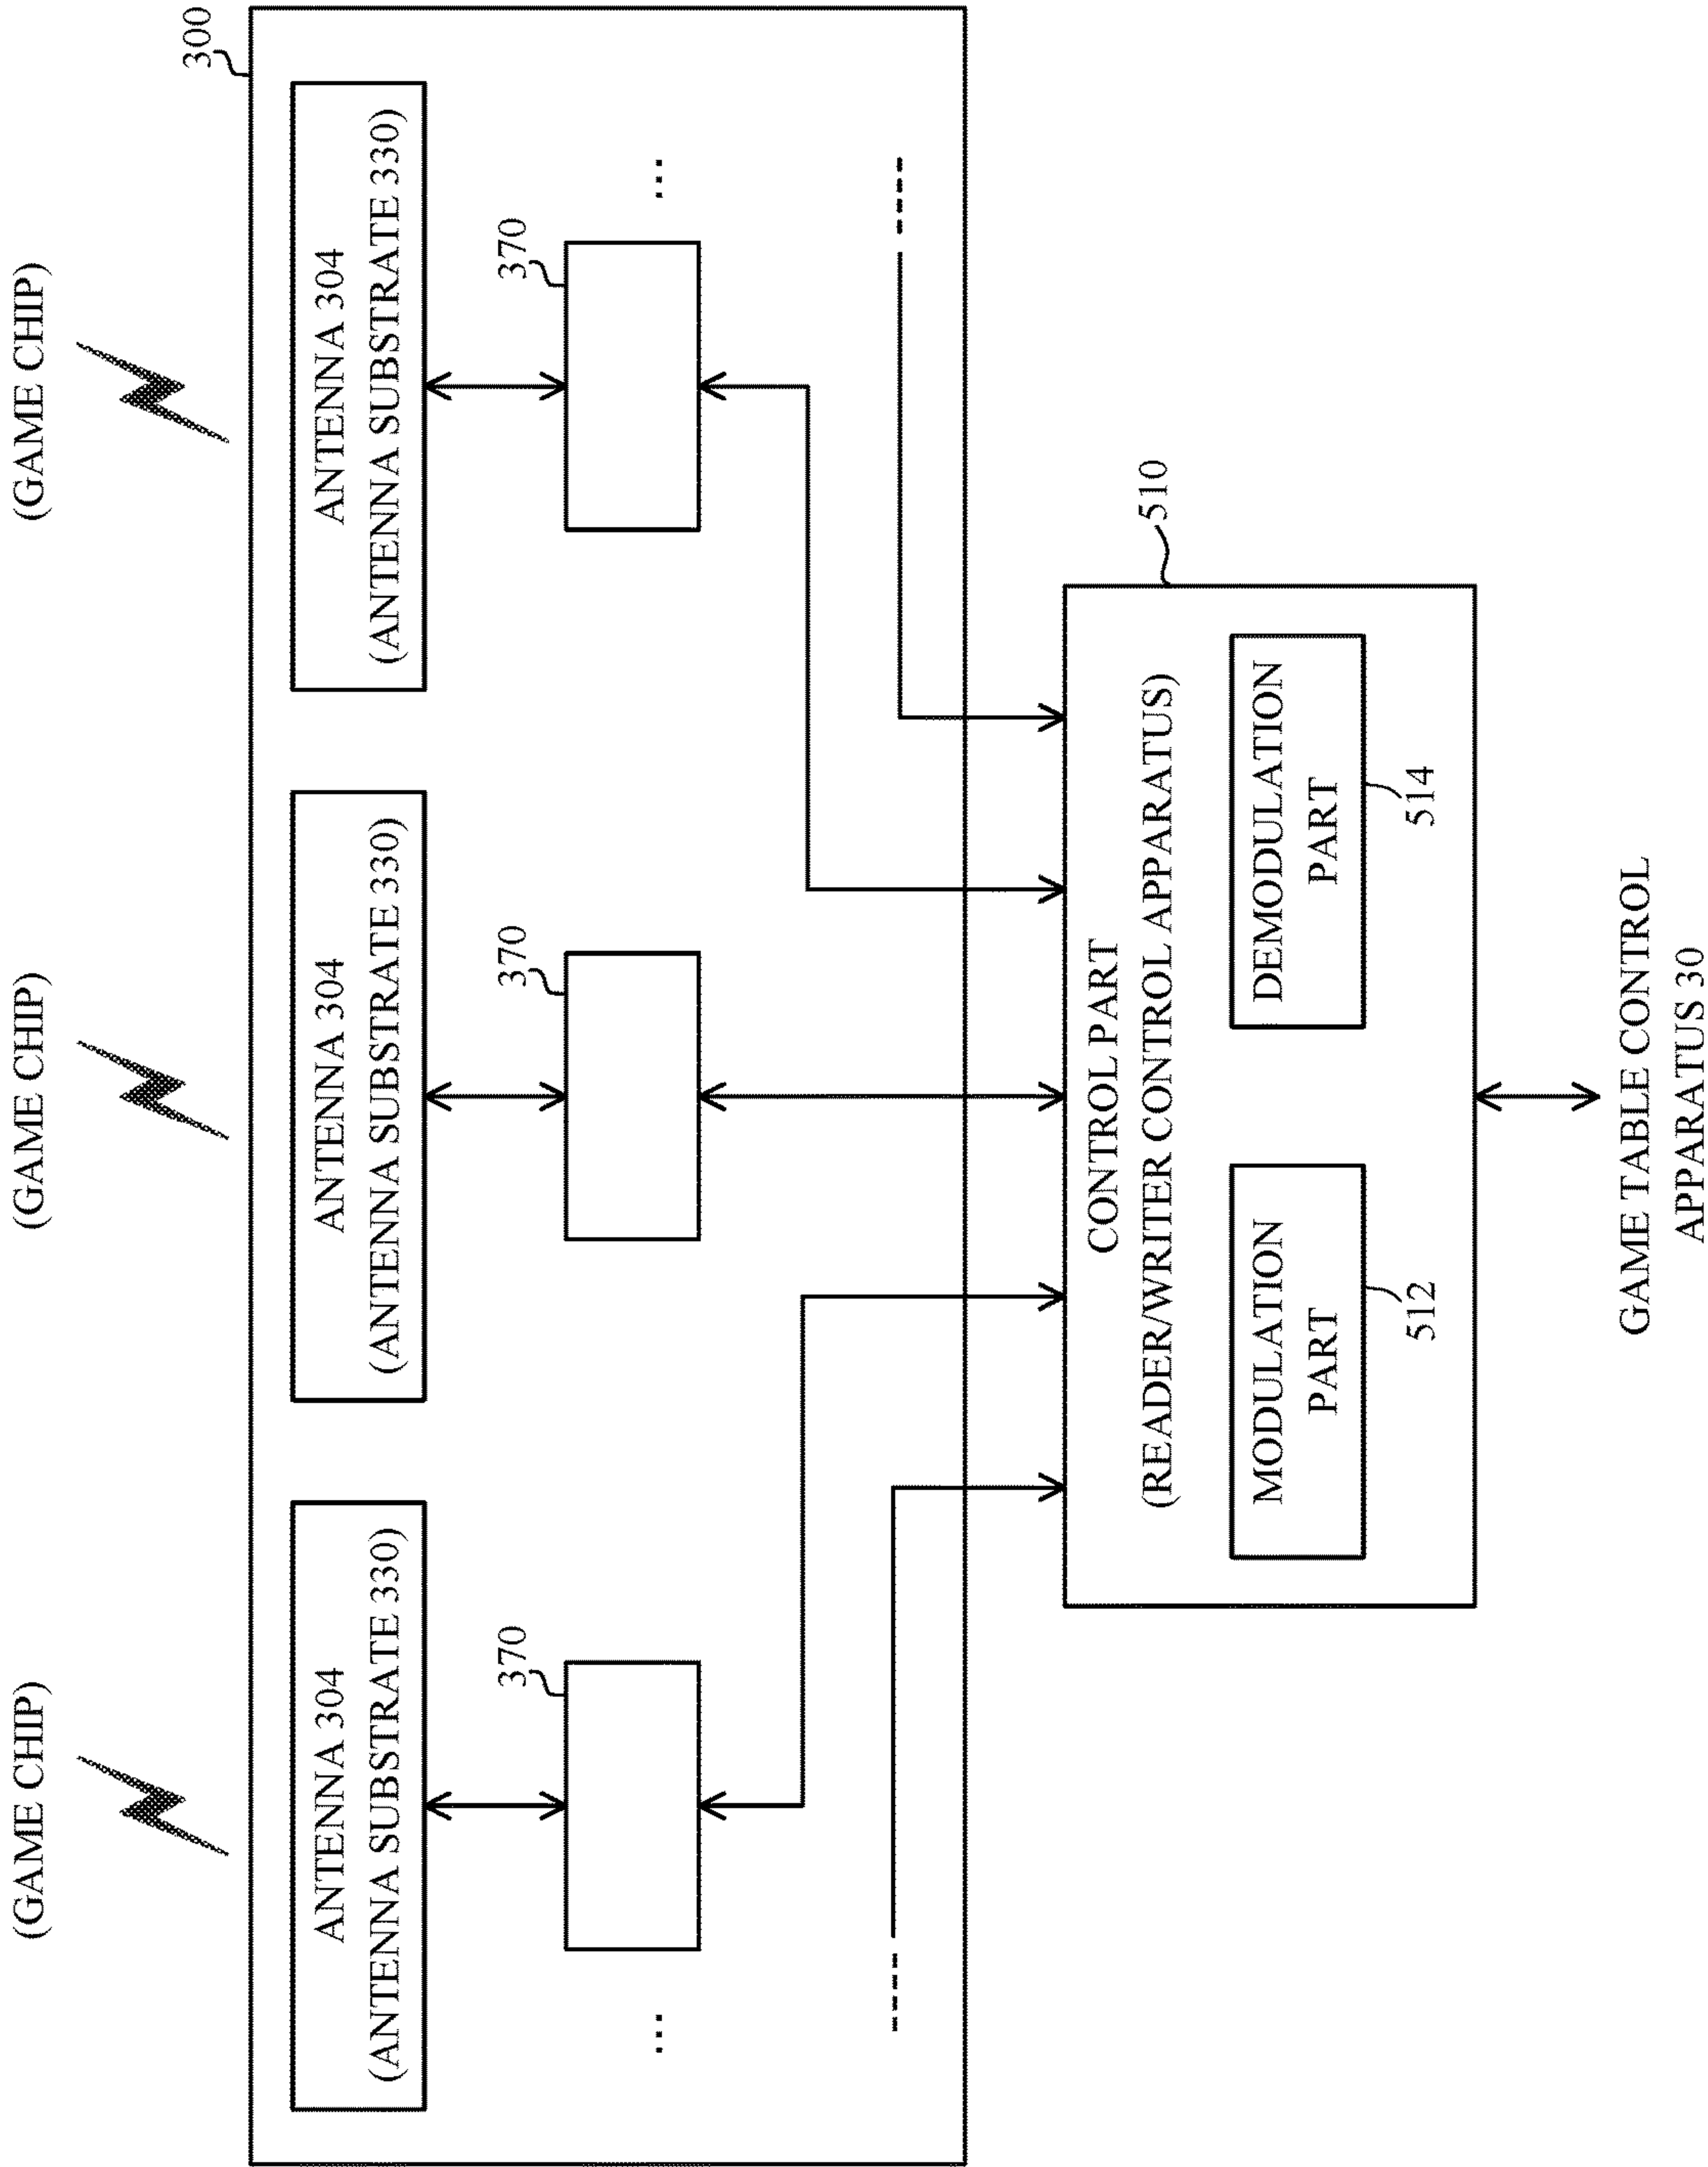 (GAME CHIP)
(GAME CHIP)
(GAME CHIP)
300
ANTENNA 304
(ANTENNA SUBSTRATE 330)
ANTENNA 304
(ANTENNA SUBSTRATE 330)
ANTENNA 304
(ANTENNA SUBSTRATE 330)
370
370
370
...
...
CONTROL PART
(READER/WRITER CONTROL APPARATUS)
510
MODULATION
PART
512
DEMODULATION
PART
514
GAME TABLE CONTROL
APPARATUS 30